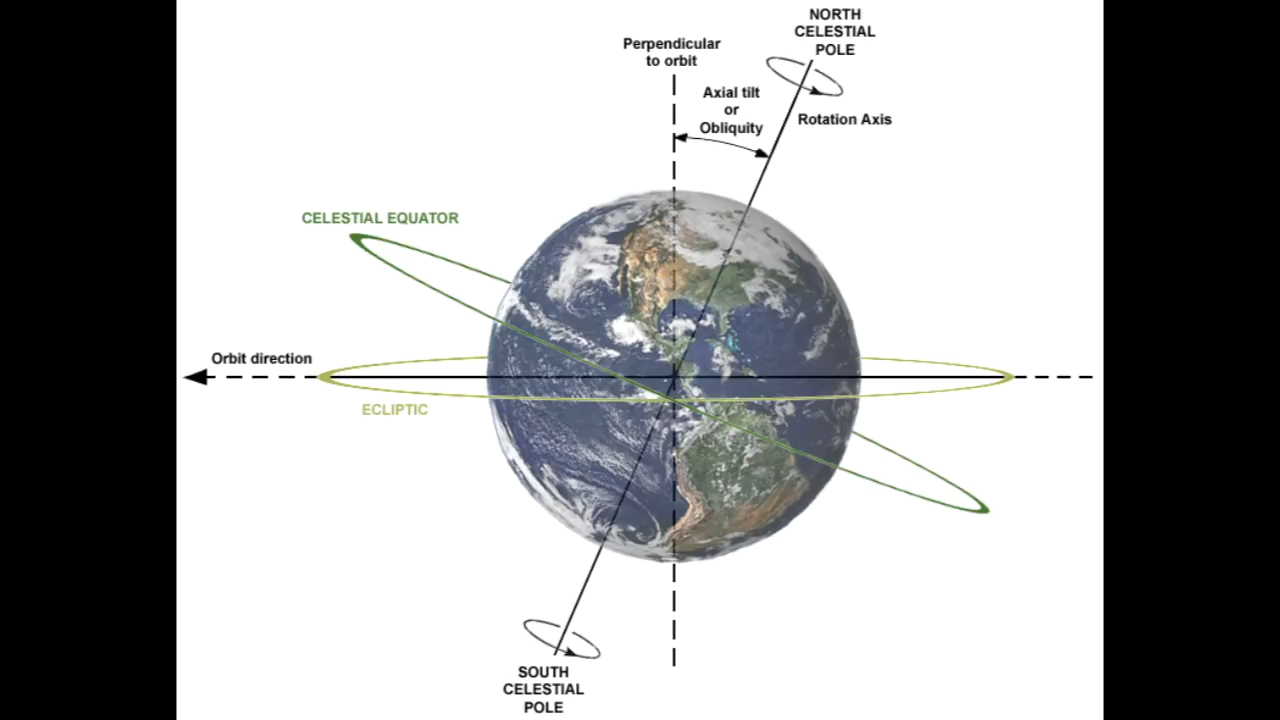 NORTH
CELESTIAL
POLE
Perpendicular
to orbit
Axial tilt
or
Obliquity
Rotation Axis
CELESTIAL EQUATOR
Orbit direction
ECLIPTIC
SOUTH
CELESTIAL
POLE